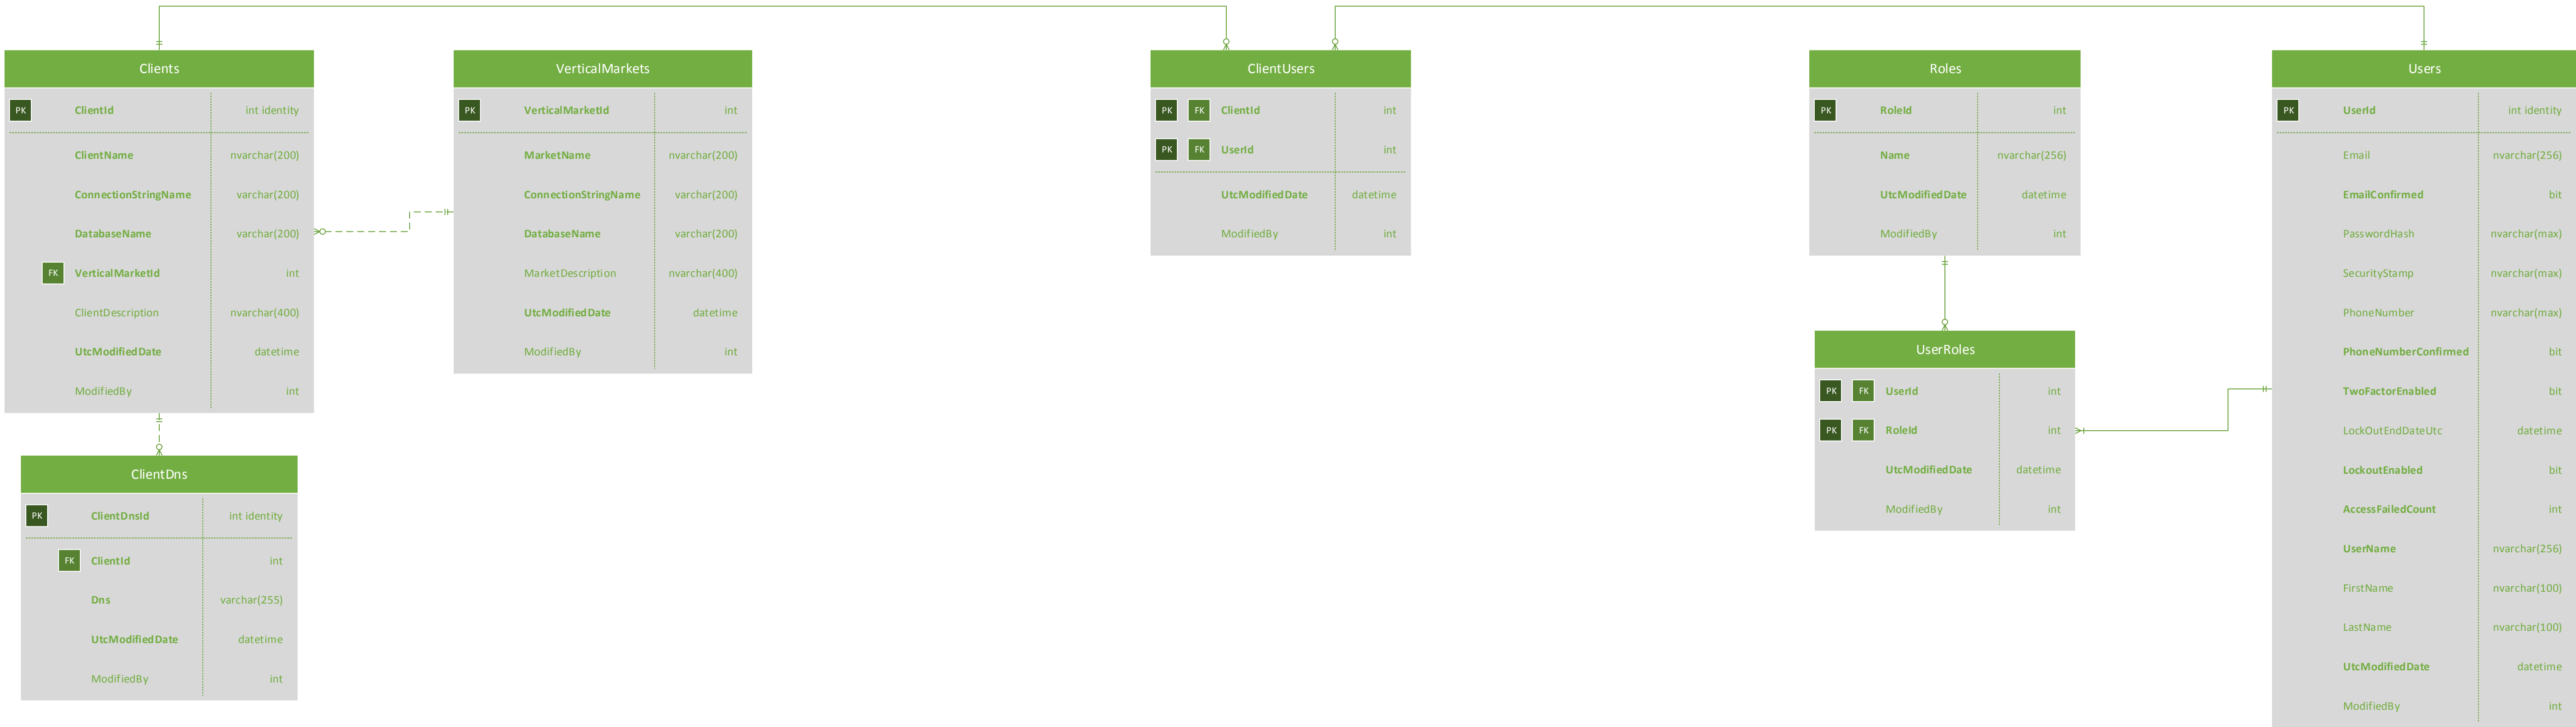 Clients
PK ClientId int identity
ClientName nvarchar(200)
ConnectionStringName varchar(200)
DatabaseName varchar(200)
FK VerticalMarketId int
ClientDescription nvarchar(400)
UtcModifiedDate datetime
ModifiedBy int
VerticalMarkets
PK VerticalMarketId int
MarketName nvarchar(200)
ConnectionStringName varchar(200)
DatabaseName varchar(200)
MarketDescription nvarchar(400)
UtcModifiedDate datetime
ModifiedBy int
ClientUsers
PK FK ClientId int
PK FK UserId int
UtcModifiedDate datetime
ModifiedBy int
Roles
PK RoleId int
Name nvarchar(256)
UtcModifiedDate datetime
ModifiedBy int
Users
PK UserId int identity
Email nvarchar(256)
EmailConfirmed bit
PasswordHash nvarchar(max)
SecurityStamp nvarchar(max)
PhoneNumber nvarchar(max)
PhoneNumberConfirmed bit
TwoFactorEnabled bit
LockOutEndDateUtc datetime
LockoutEnabled bit
AccessFailedCount int
UserName nvarchar(256)
FirstName nvarchar(100)
LastName nvarchar(100)
UtcModifiedDate datetime
ModifiedBy int
UserRoles
PK FK UserId int
PK FK RoleId int
UtcModifiedDate datetime
ModifiedBy int
ClientDns
PK ClientDnsId int identity
FK ClientId int
Dns varchar(255)
UtcModifiedDate datetime
ModifiedBy int